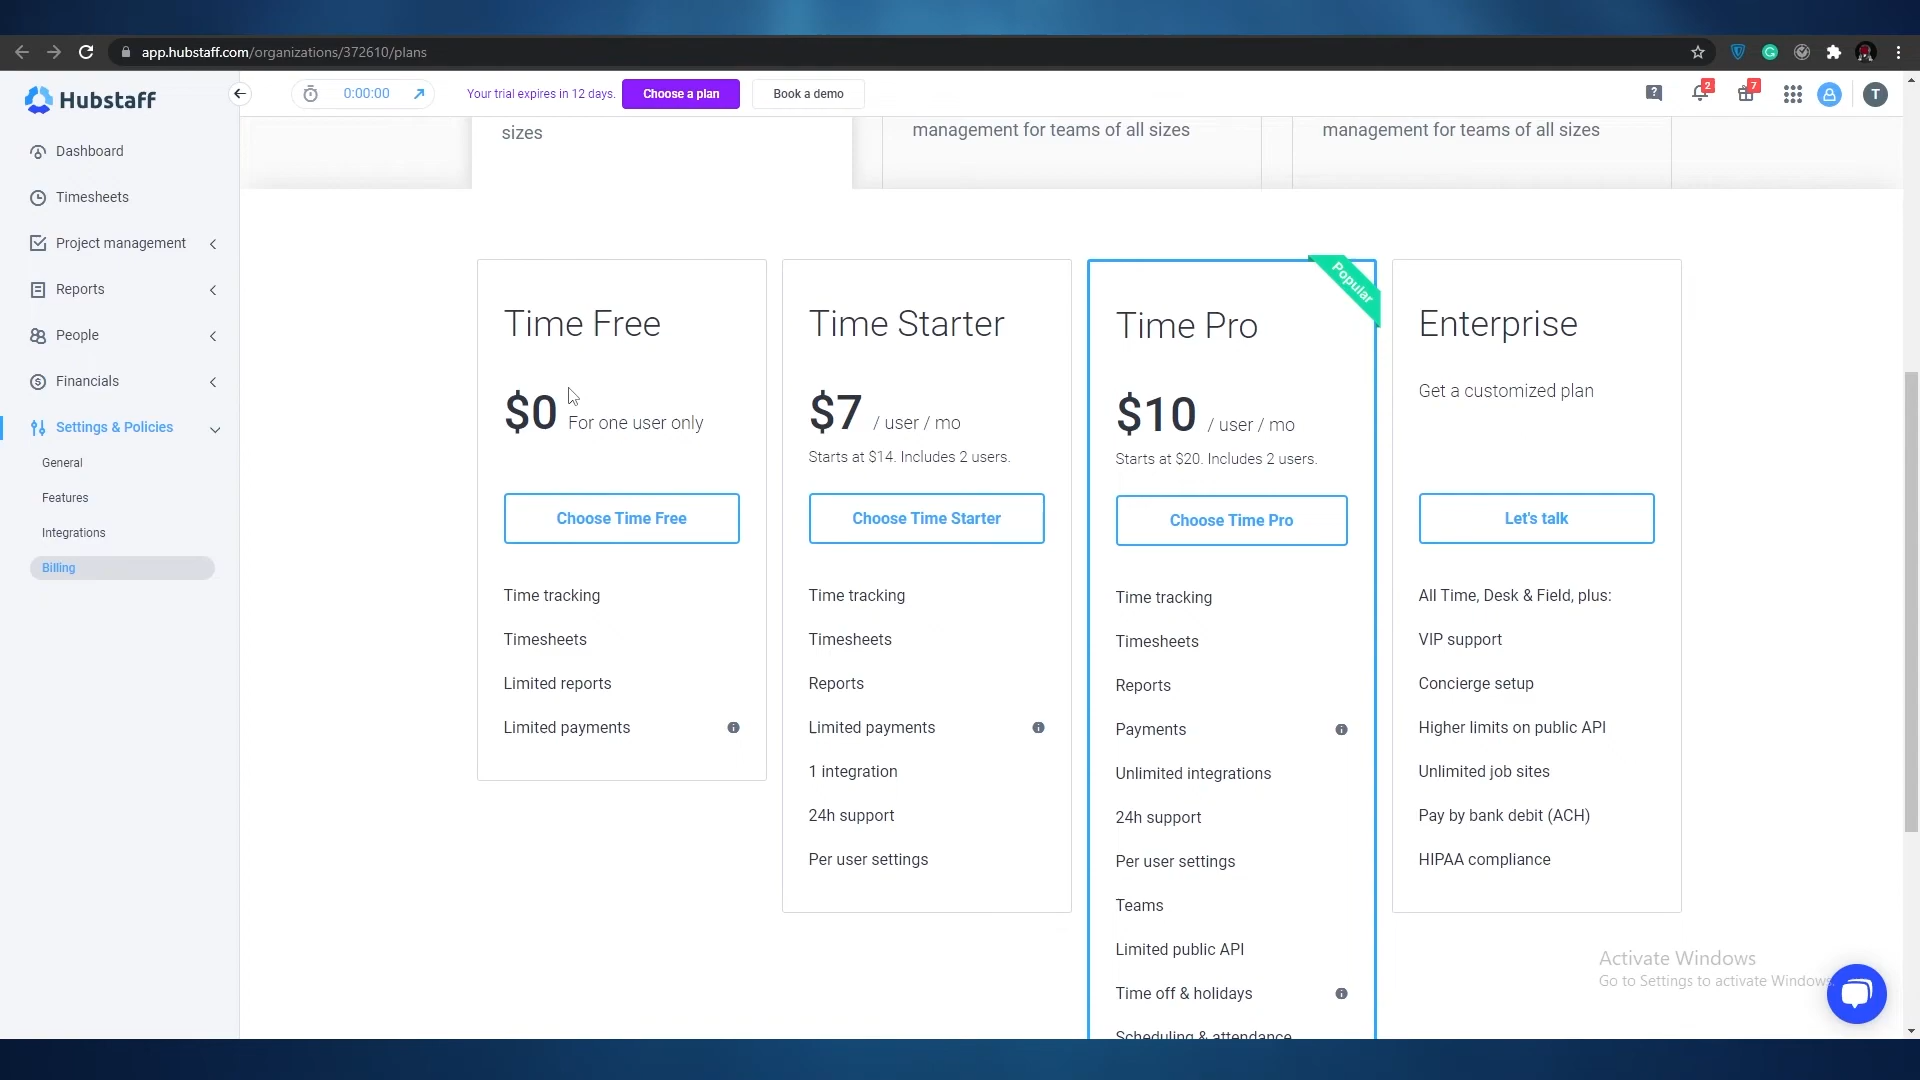 app.hubstaff.com/organizations/372610/plans
Hubstaff
0:00:00
Your trial expires in 12 days.
Choose a plan
Book a demo
2
7
T
Dashboard
Timesheets
Project management
Reports
People
Financials
Settings & Policies
General
Features
Integrations
Billing
sizes
management for teams of all sizes
management for teams of all sizes
Time Free
$0 For one user only
Choose Time Free
Time tracking
Timesheets
Limited reports
Limited payments
Time Starter
$7 / user / mo
Starts at $14. Includes 2 users.
Choose Time Starter
Time tracking
Timesheets
Reports
Limited payments
1 integration
24h support
Per user settings
Popular
Time Pro
$10 / user / mo
Starts at $20. Includes 2 users.
Choose Time Pro
Time tracking
Timesheets
Reports
Payments
Unlimited integrations
24h support
Per user settings
Teams
Limited public API
Time off & holidays
Scheduling & attendance
Enterprise
Get a customized plan
Let's talk
All Time, Desk & Field, plus:
VIP support
Concierge setup
Higher limits on public API
Unlimited job sites
Pay by bank debit (ACH)
HIPAA compliance
Activate Windows
Go to Settings to activate Windows.